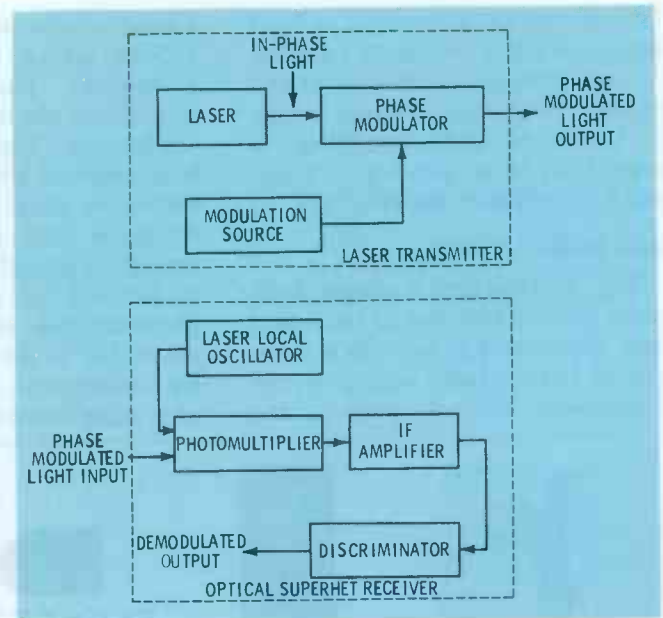 IN-PHASE
LIGHT
LASER
PHASE
MODULATOR
PHASE
MODULATED
LIGHT
OUTPUT
MODULATION
SOURCE
LASER TRANSMITTER
LASER LOCAL
OSCILLATOR
PHASE
MODULATED
LIGHT INPUT
PHOTOMULTIPLIER
IF
AMPLIFIER
DEMODULATED
OUTPUT
DISCRIMINATOR
OPTICAL SUPERHET RECEIVER